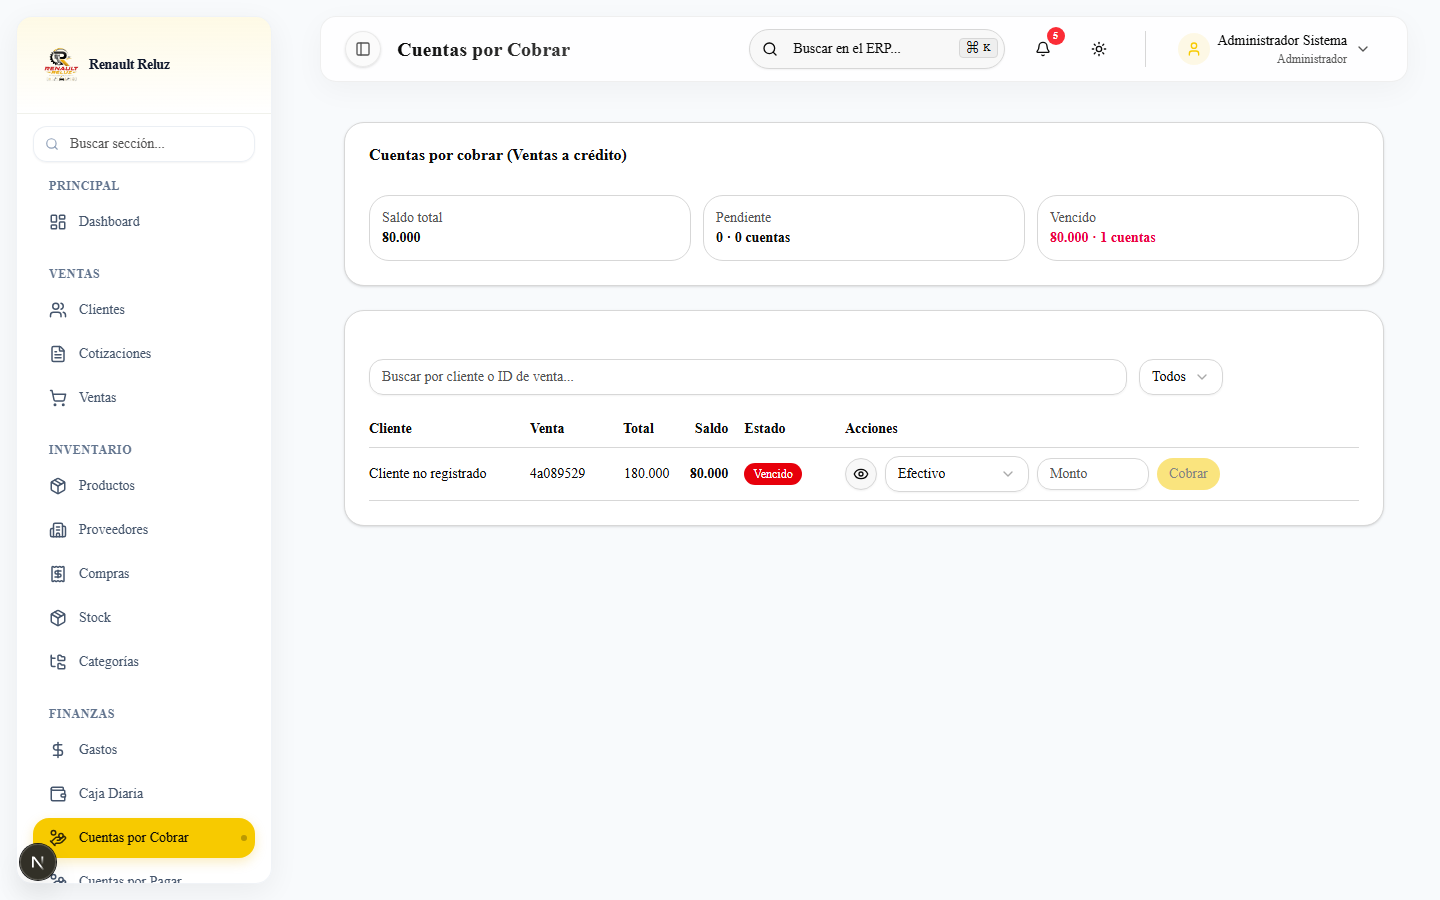 RENAULT
RELUZ
Renault Reluz
Buscar sección...
PRINCIPAL
Dashboard
VENTAS
Clientes
Cotizaciones
Ventas
INVENTARIO
Productos
Proveedores
Compras
Stock
Categorías
FINANZAS
Gastos
Caja Diaria
Cuentas por Cobrar
Cuentas por Pagar
N
Cuentas por Cobrar
Buscar en el ERP...
⌘ K
5
Administrador Sistema
Administrador
Cuentas por cobrar (Ventas a crédito)
Saldo total
80.000
Pendiente
0 · 0 cuentas
Vencido
80.000 · 1 cuentas
Buscar por cliente o ID de venta...
Todos
Cliente Venta Total Saldo Estado Acciones
Cliente no registrado 4a089529 180.000 80.000 Vencido Efectivo Monto Cobrar